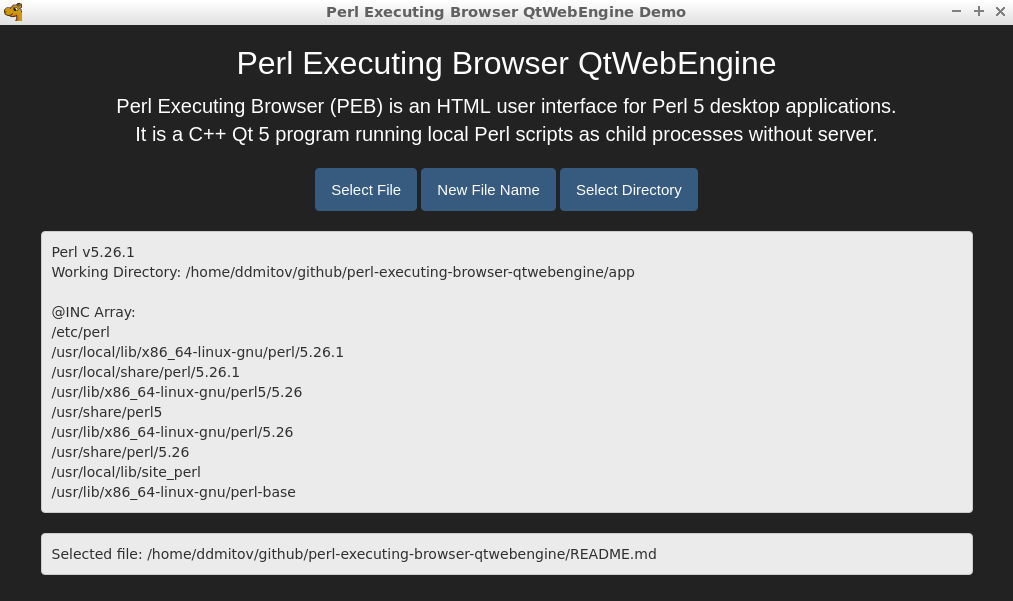 Perl Executing Browser QtWebEngine Demo
Perl Executing Browser QtWebEngine
Perl Executing Browser (PEB) is an HTML user interface for Perl 5 desktop applications.
It is a C++ Qt 5 program running local Perl scripts as child processes without server.
Select File
New File Name
Select Directory
Perl v5.26.1
Working Directory: /home/ddmitov/github/perl-executing-browser-qtwebengine/app
@INC Array:
/etc/perl
/usr/local/lib/x86_64-linux-gnu/perl/5.26.1
/usr/local/share/perl/5.26.1
/usr/lib/x86_64-linux-gnu/perl5/5.26
/usr/share/perl5
/usr/lib/x86_64-linux-gnu/perl/5.26
/usr/share/perl/5.26
/usr/local/lib/site_perl
/usr/lib/x86_64-linux-gnu/perl-base
Selected file: /home/ddmitov/github/perl-executing-browser-qtwebengine/README.md